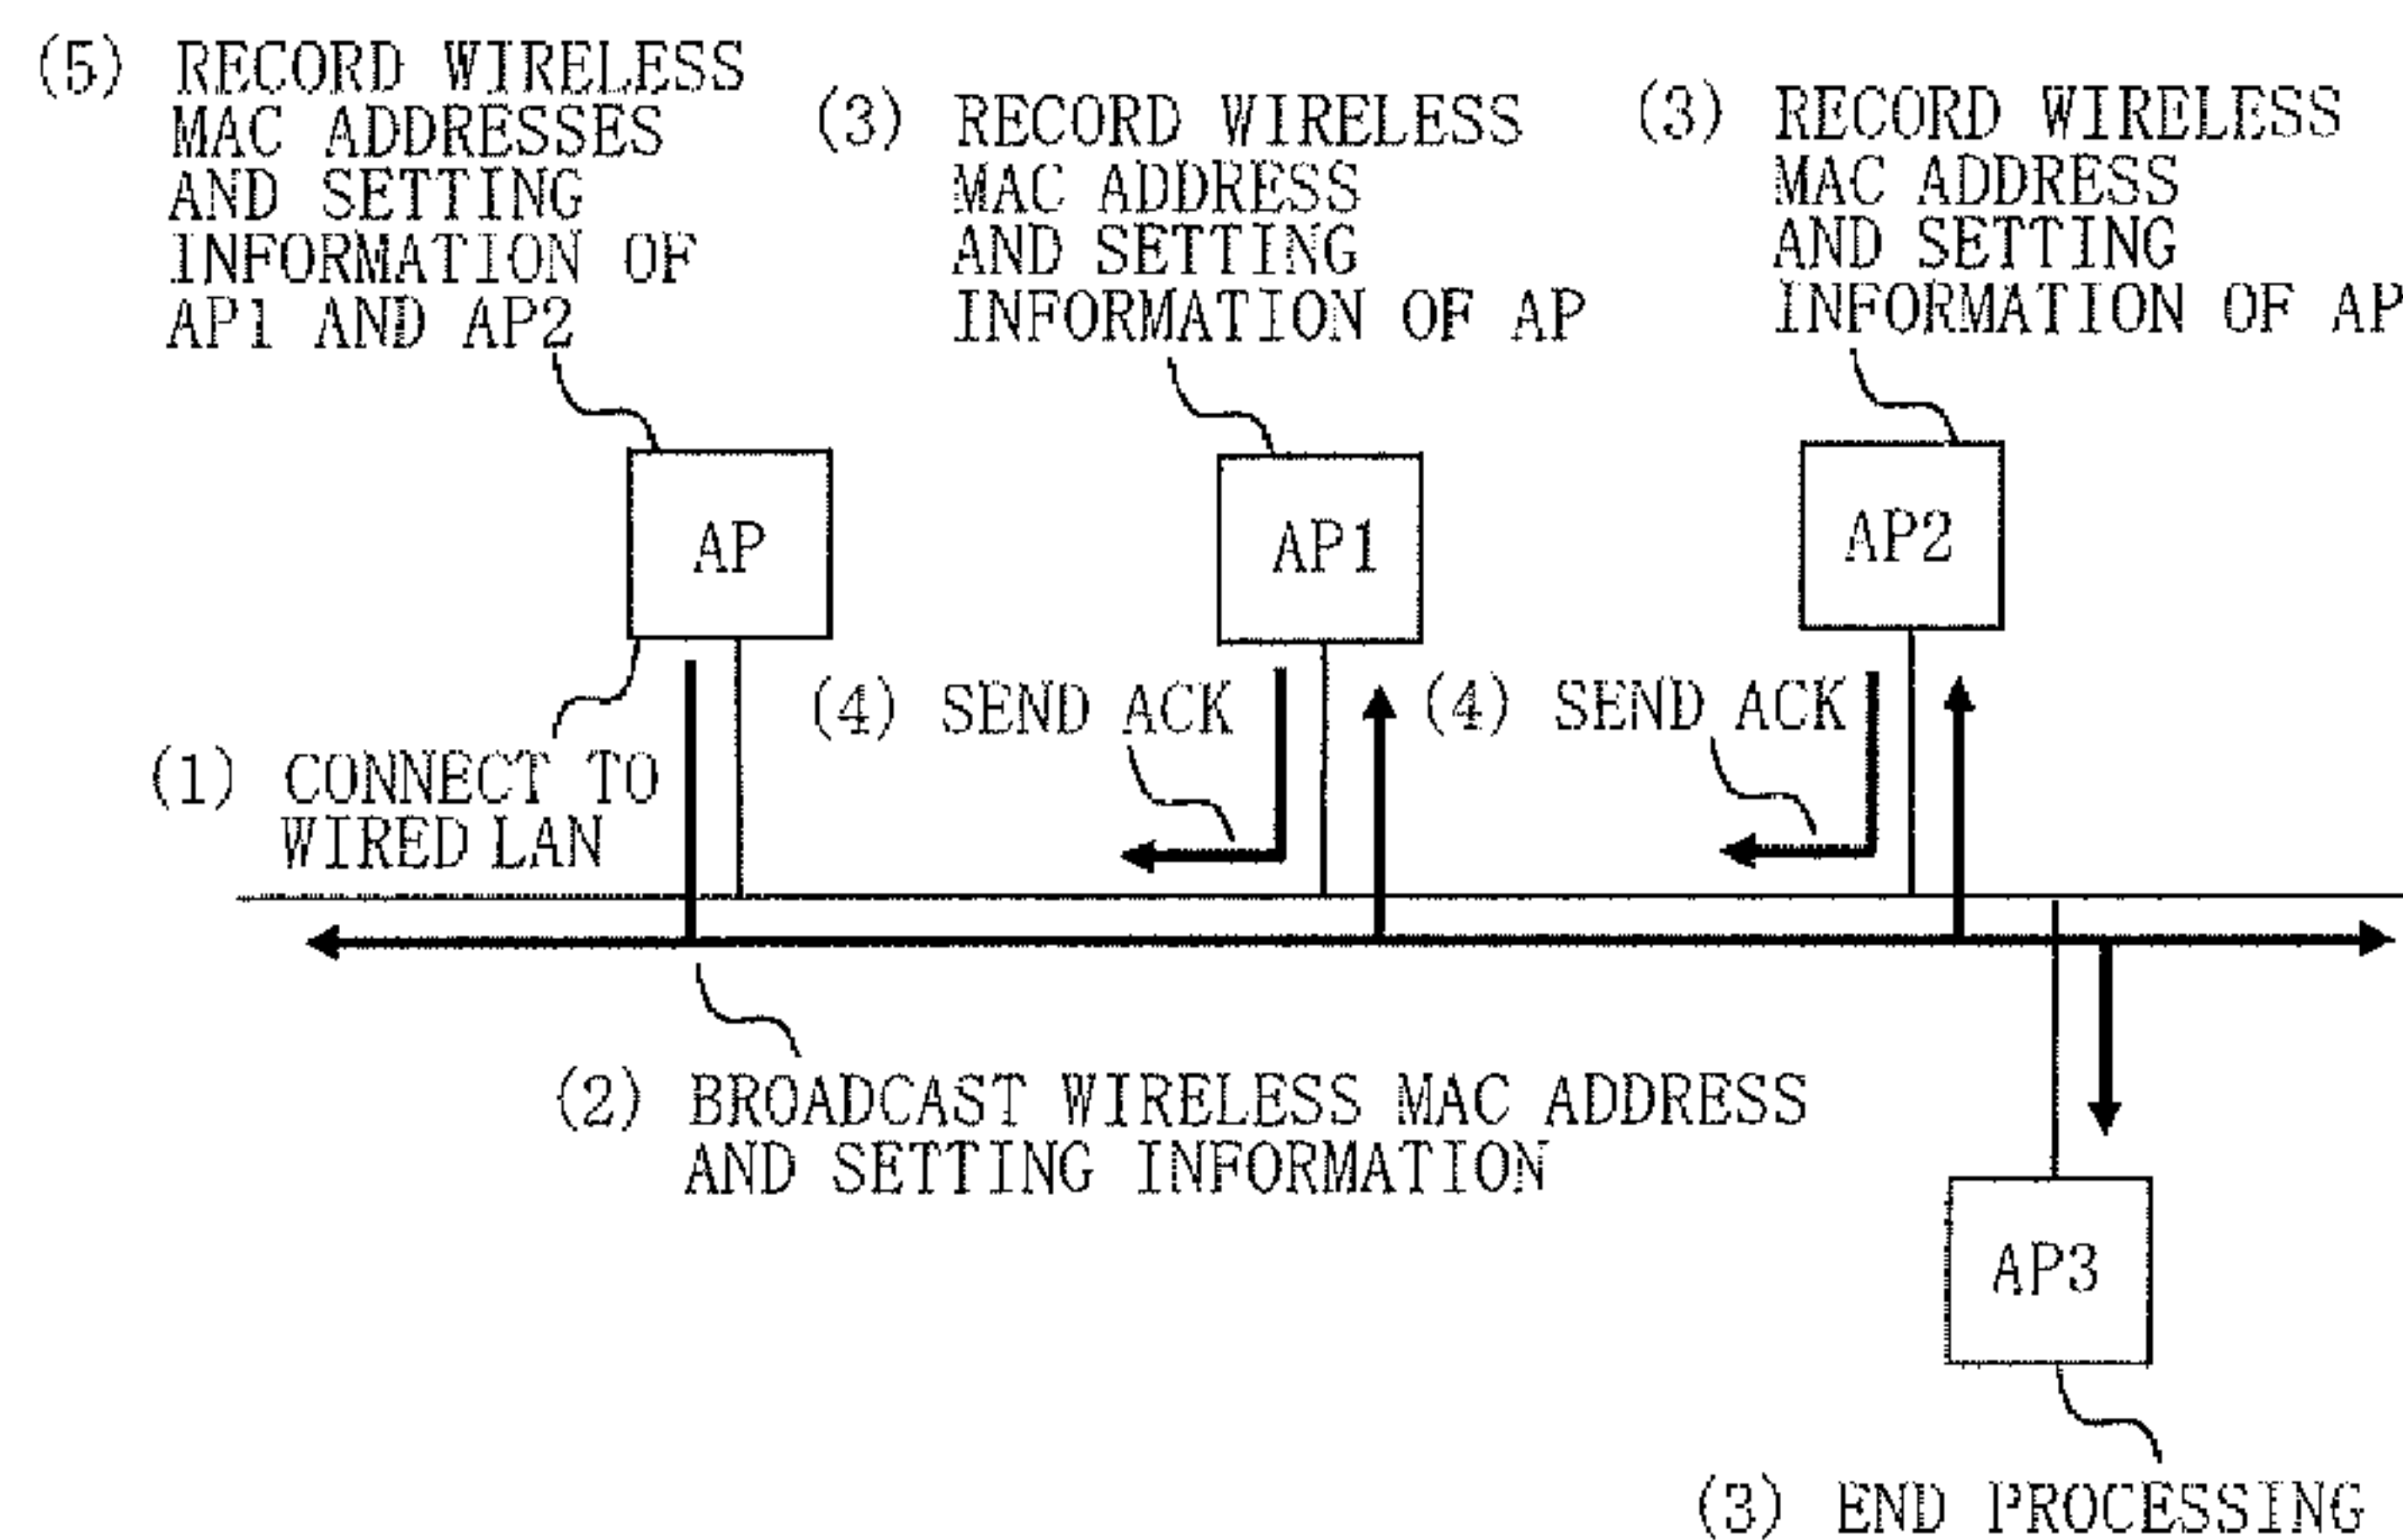 (5) RECORD WIRELESS
MAC ADDRESSES
AND SETTING
INFORMATION OF
AP1 AND AP2
(3) RECORD WIRELESS
MAC ADDRESS
AND SETTING
INFORMATION OF AP
(3) RECORD WIRELESS
MAC ADDRESS
AND SETTING
INFORMATION OF AP
AP
AP1
AP2
(1) CONNECT TO
WIRED LAN
(4) SEND ACK
(4) SEND ACK
(2) BROADCAST WIRELESS MAC ADDRESS
AND SETTING INFORMATION
AP3
(3) END PROCESSING